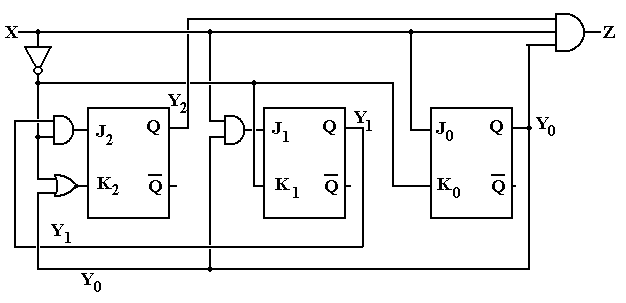 X Z
Y2
J2 Q J1 Q Y1 J0 Q Y0
K2 Q̅ K1 Q̅ K0 Q̅
Y1
Y0